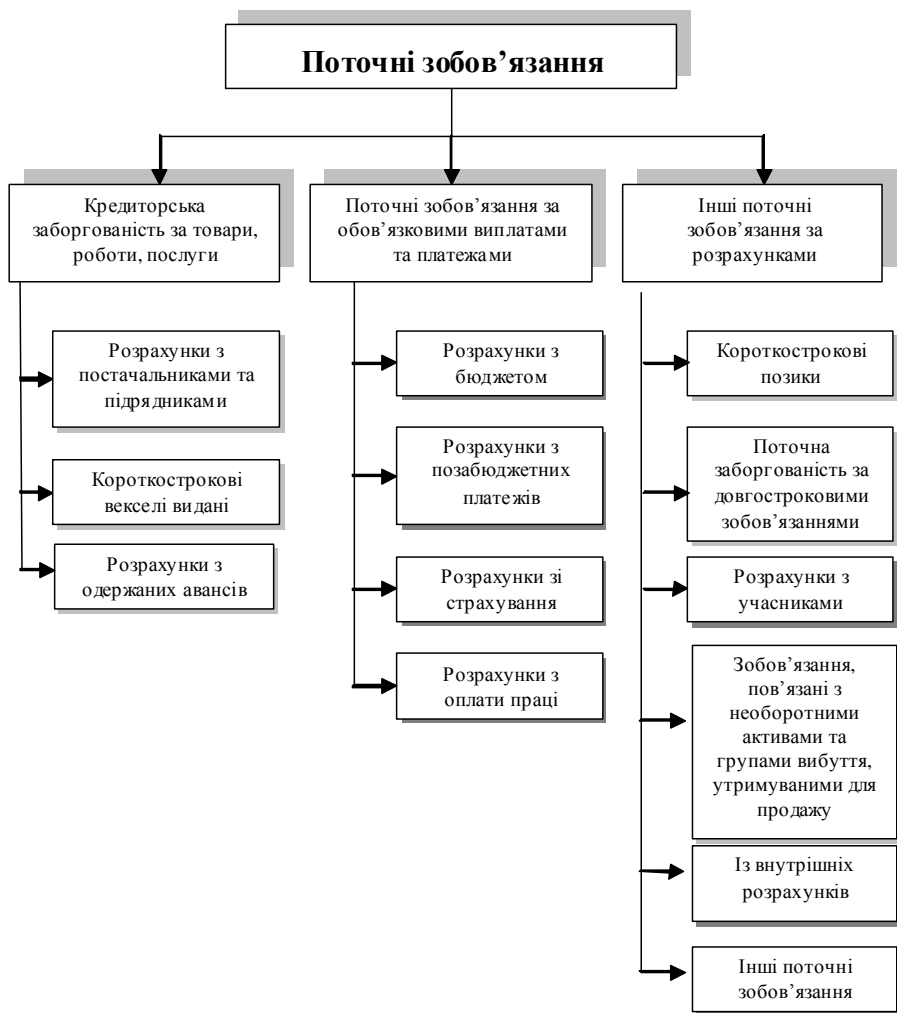 Поточні зобов’язання
Кредиторська
заборгованість за товари,
роботи, послуги
Розрахунки з
постачальниками та
підрядниками
Короткострокові
векселі видані
Розрахунки з
одержаних авансів
Поточні зобов’язання за
обов’язковими виплатами
та платежами
Розрахунки з
бюджетом
Розрахунки з
позабюджетних
платежів
Розрахунки зі
страхування
Розрахунки з
оплати праці
Інші поточні
зобов’язання за
розрахунками
Короткострокові
позики
Поточна
заборгованість за
довгостроковими
зобов’язаннями
Розрахунки з
учасниками
Зобов’язання,
пов’язані з
необоротними
активами та
групами вибуття,
утримуваними для
продажу
Із внутрішніх
розрахунків
Інші поточні
зобов’язання